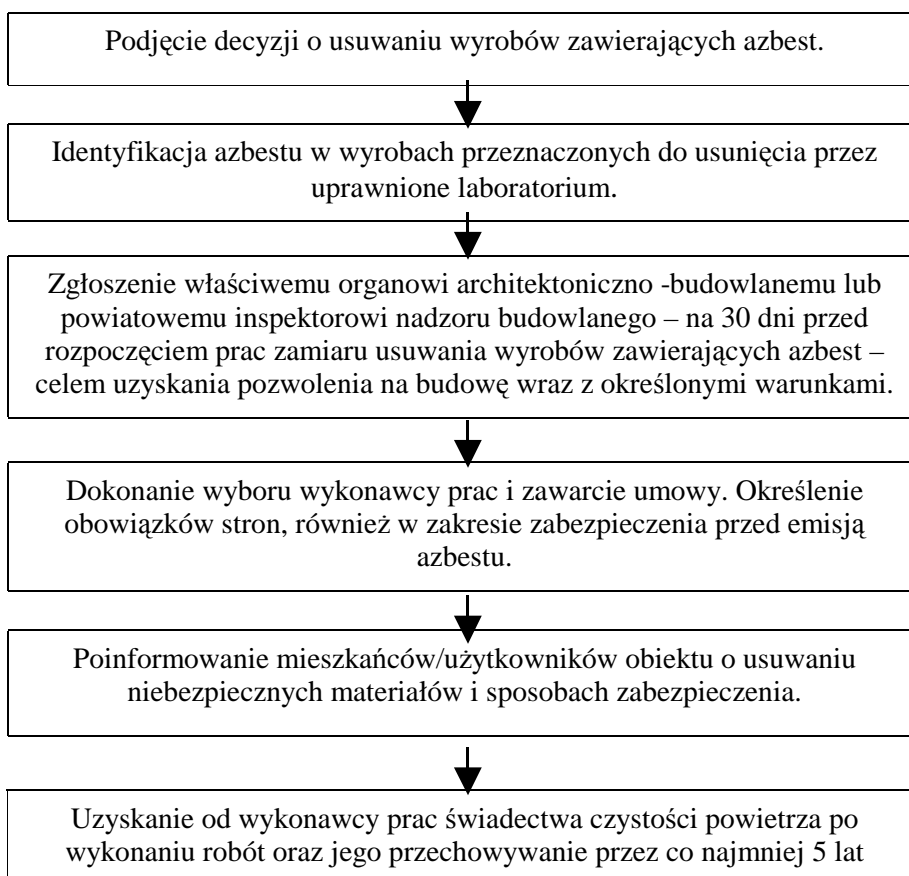 Podjęcie decyzji o usuwaniu wyrobów zawierających azbest.
Identyfikacja azbestu w wyrobach przeznaczonych do usunięcia przez
uprawnione laboratorium.
Zgłoszenie właściwemu organowi architektoniczno -budowlanemu lub
powiatowemu inspektorowi nadzoru budowlanego – na 30 dni przed
rozpoczęciem prac zamiaru usuwania wyrobów zawierających azbest –
celem uzyskania pozwolenia na budowę wraz z określonymi warunkami.
Dokonanie wyboru wykonawcy prac i zawarcie umowy. Określenie
obowiązków stron, również w zakresie zabezpieczenia przed emisją
azbestu.
Poinformowanie mieszkańców/użytkowników obiektu o usuwaniu
niebezpiecznych materiałów i sposobach zabezpieczenia.
Uzyskanie od wykonawcy prac świadectwa czystości powietrza po
wykonaniu robót oraz jego przechowywanie przez co najmniej 5 lat